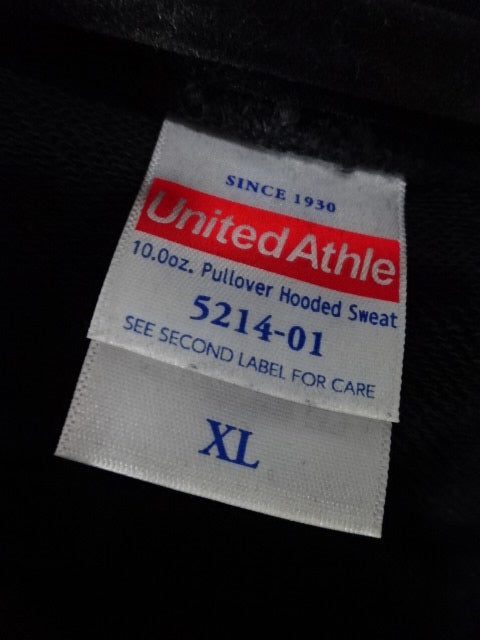 SINCE 1930
United Athle
10.0oz. Pullover Hooded Sweat
5214-01
SEE SECOND LABEL FOR CARE
XL